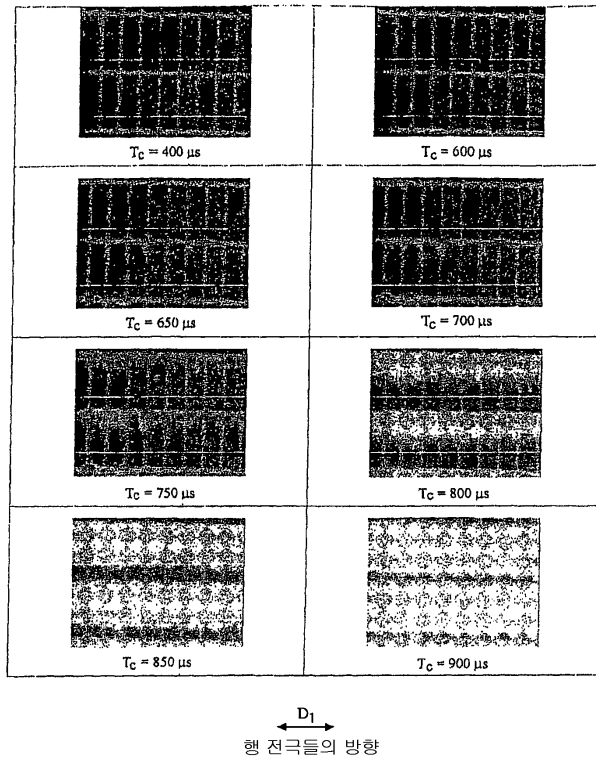 T_C = 400 µs
T_C = 600 µs
T_C = 650 µs
T_C = 700 µs
T_C = 750 µs
T_C = 800 µs
T_C = 850 µs
T_C = 900 µs
D₁
행 전극들의 방향